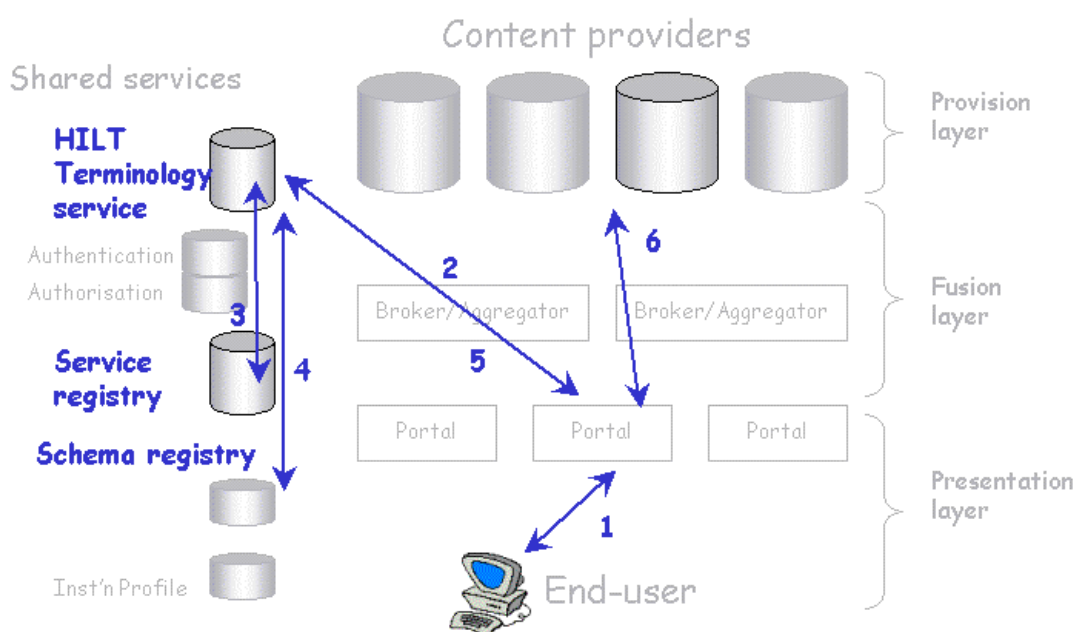 Content providers
Shared services
Provision
layer
HILT
Terminology
service
Authentication
Authorisation
2
6
3
Broker/Aggregator
Broker/Aggregator
Fusion
layer
Service
registry
4
5
Portal
Portal
Portal
Schema registry
Presentation
layer
1
Inst'n Profile
End-user